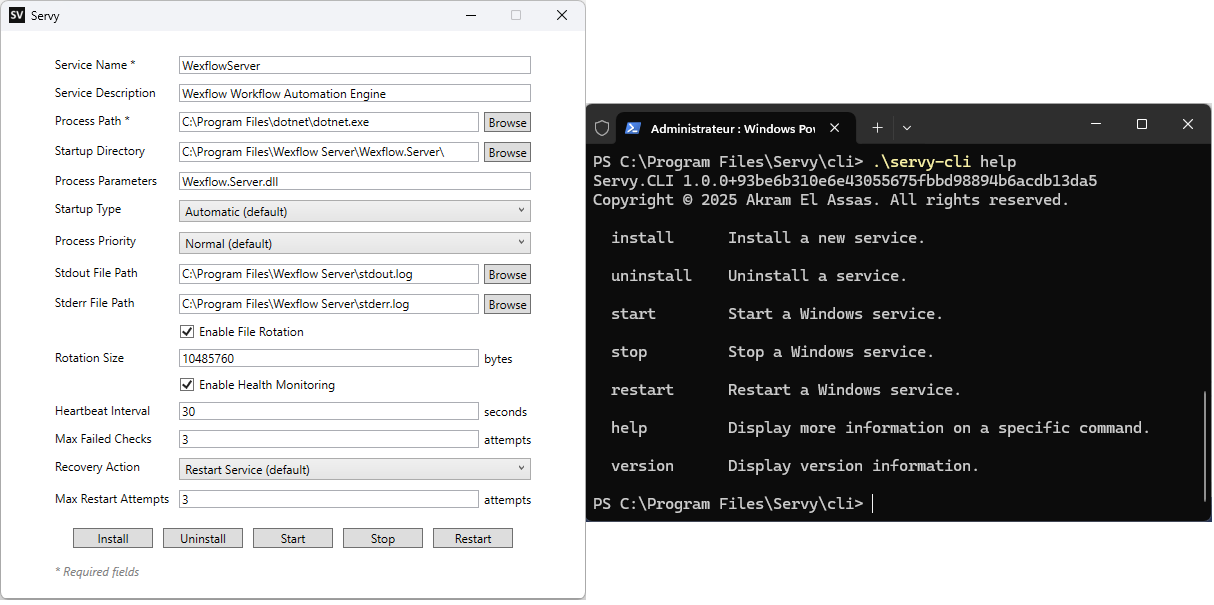 SV Servy
Service Name * WexflowServer
Service Description Wexflow Workflow Automation Engine
Process Path * C:\Program Files\dotnet\dotnet.exe Browse
Startup Directory C:\Program Files\Wexflow Server\Wexflow.Server\ Browse
Process Parameters Wexflow.Server.dll
Startup Type Automatic (default)
Process Priority Normal (default)
Stdout File Path C:\Program Files\Wexflow Server\stdout.log Browse
Stderr File Path C:\Program Files\Wexflow Server\stderr.log Browse
Enable File Rotation
Rotation Size 10485760 bytes
Enable Health Monitoring
Heartbeat Interval 30 seconds
Max Failed Checks 3 attempts
Recovery Action Restart Service (default)
Max Restart Attempts 3 attempts
Install Uninstall Start Stop Restart
* Required fields
Administrateur : Windows Pov
PS C:\Program Files\Servy\cli> .\servy-cli help
Servy.CLI 1.0.0+93be6b310e6e43055675fbbd98894b6acdb13da5
Copyright © 2025 Akram El Assas. All rights reserved.
install Install a new service.
uninstall Uninstall a service.
start Start a Windows service.
stop Stop a Windows service.
restart Restart a Windows service.
help Display more information on a specific command.
version Display version information.
PS C:\Program Files\Servy\cli>